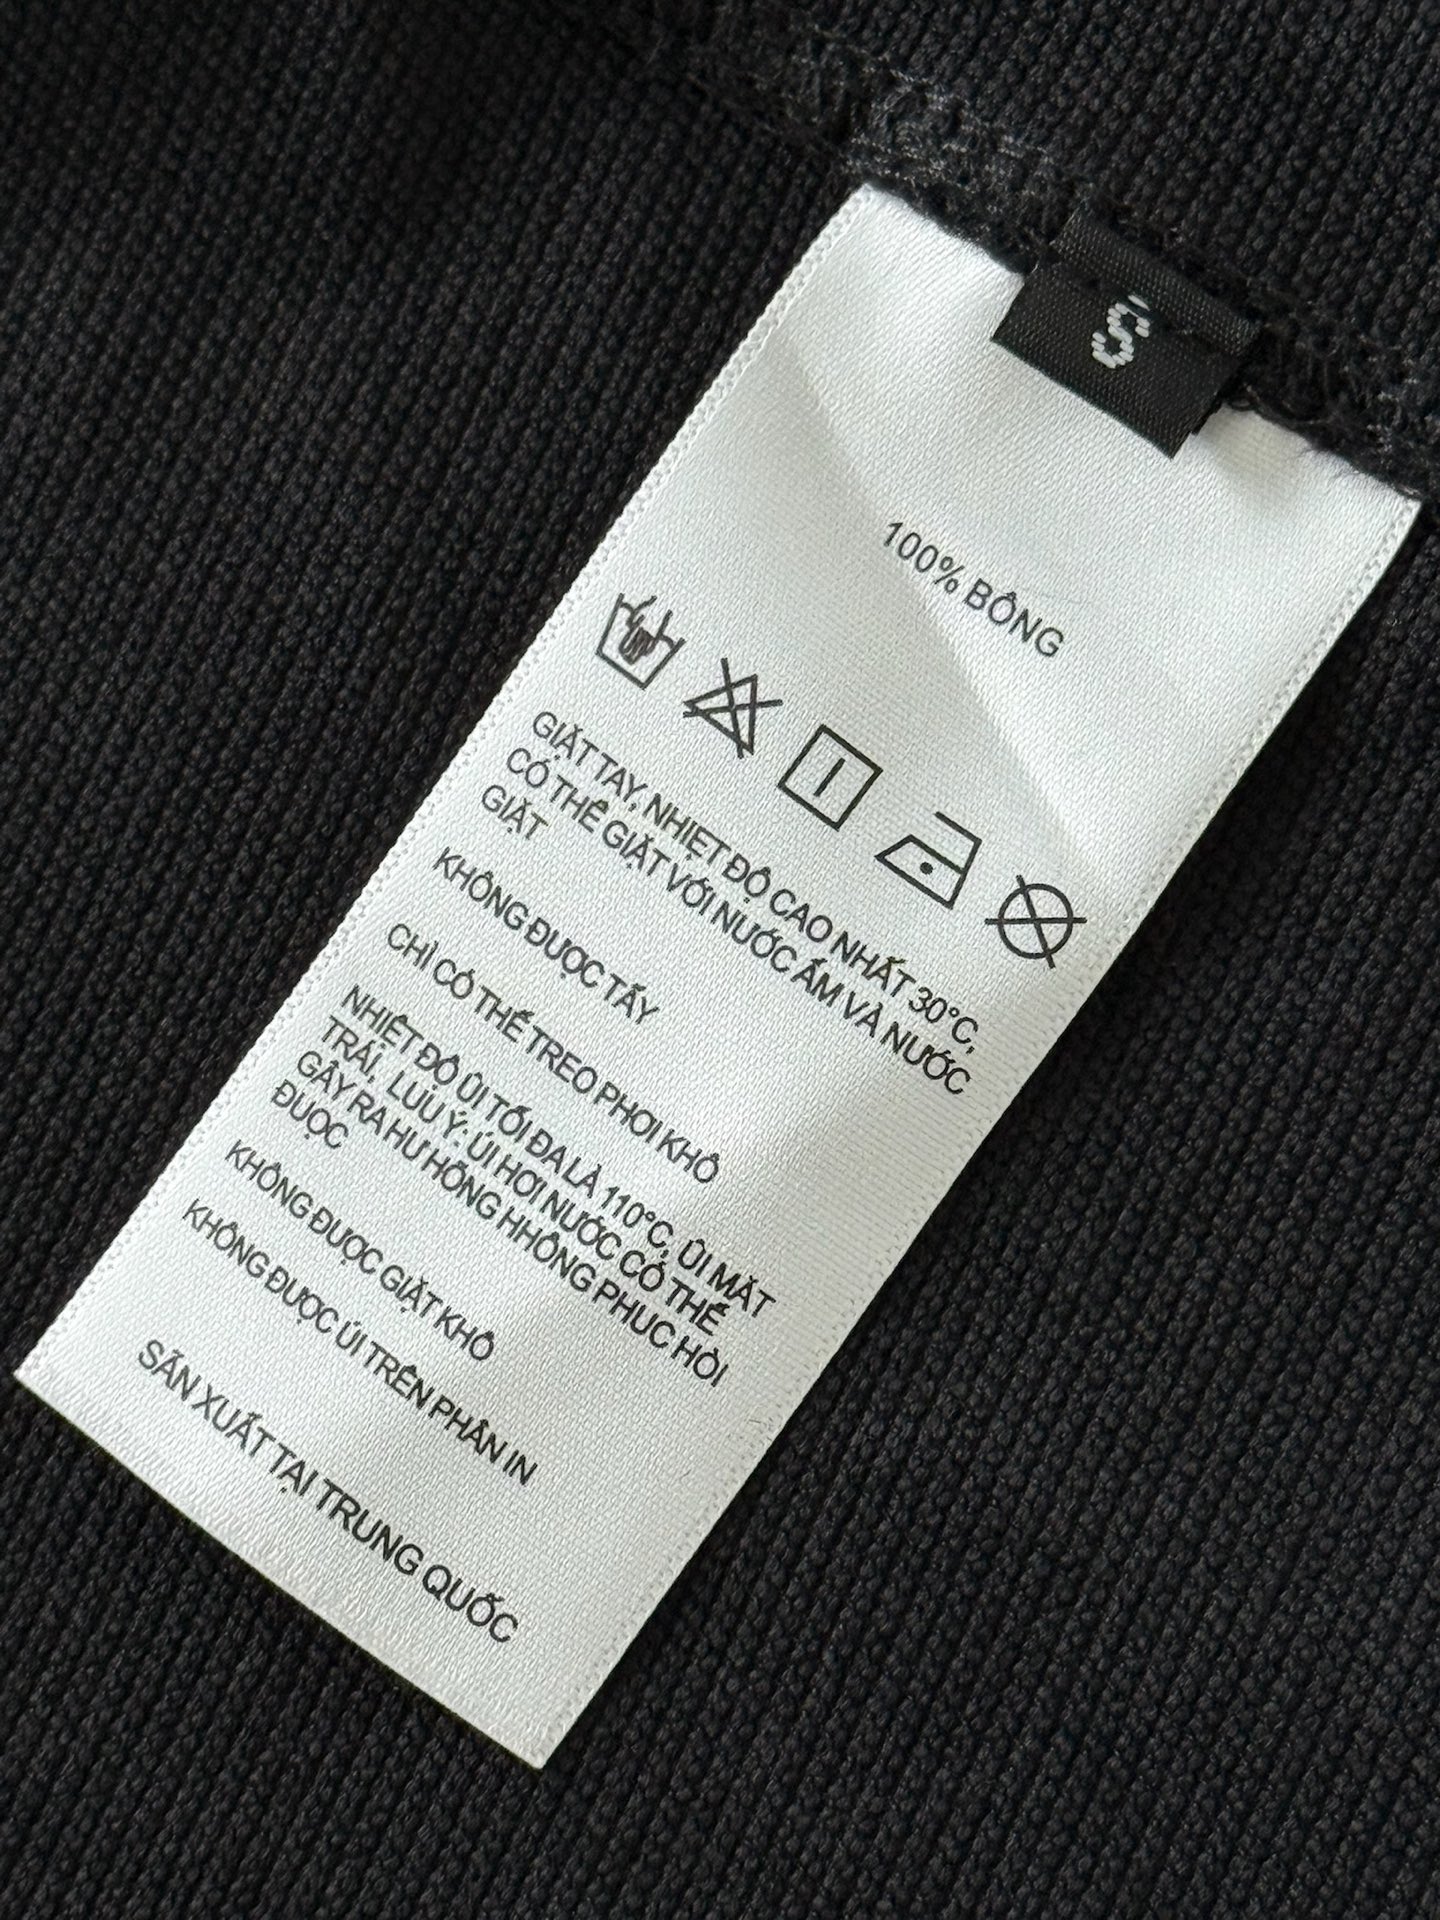 S
100% BÔNG
GIẶT TAY, NHIỆT ĐỘ CAO NHẤT 30°C,
CÓ THỂ GIẶT VỚI NƯỚC ẤM VÀ NƯỚC
GIẶT
KHÔNG ĐƯỢC TẨY
CHỈ CÓ THỂ TREO PHƠI KHÔ
NHIỆT ĐỘ ỦI TỐI ĐA LÀ 110°C, ỦI MẶT
TRÁI, LƯU Ý: ỦI HƠI NƯỚC CÓ THỂ
GÂY RA HƯ HỎNG HHÔNG PHỤC HỒI
ĐƯỢC
KHÔNG ĐƯỢC GIẶT KHÔ
KHÔNG ĐƯỢC ỦI TRÊN PHẦN IN
SẢN XUẤT TẠI TRUNG QUỐC